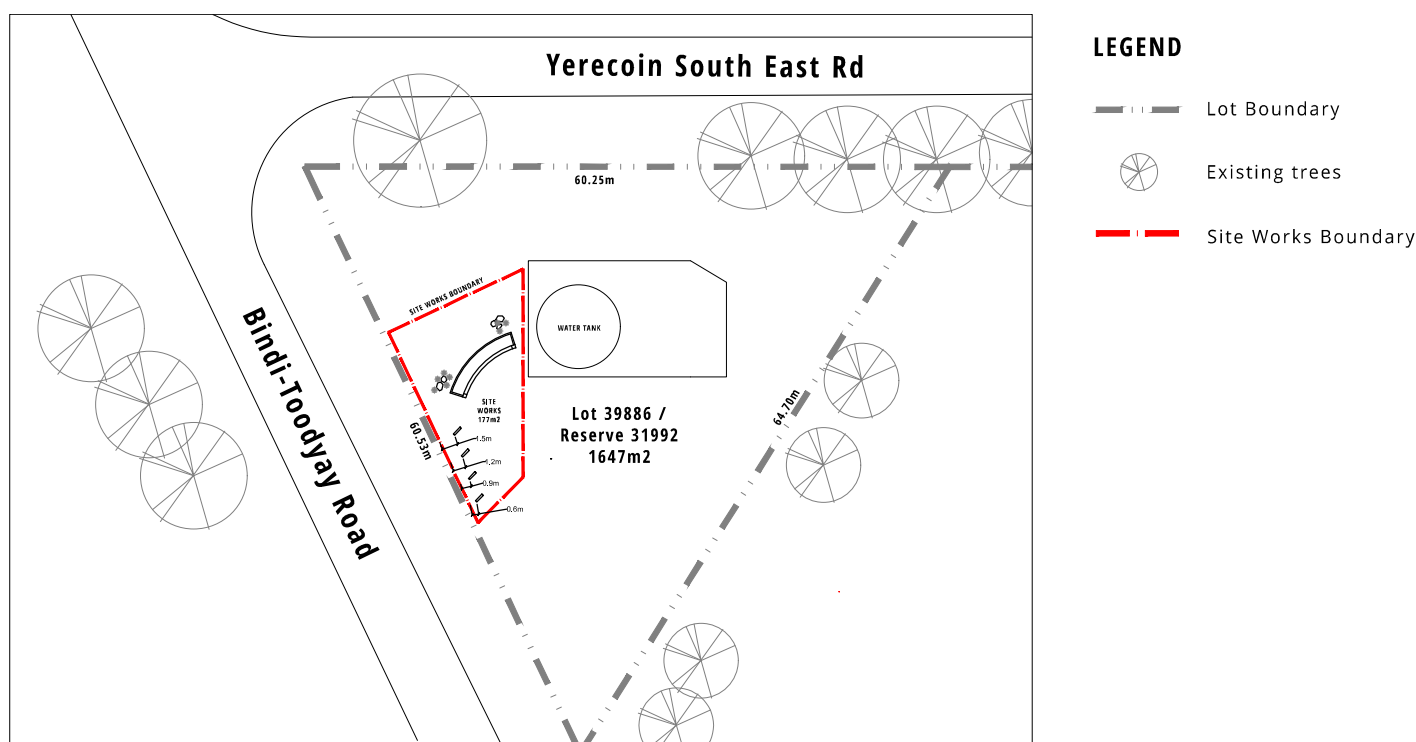 Yerecoin South East Rd
LEGEND
Lot Boundary
Existing trees
Site Works Boundary
60.25m
SITE WORKS BOUNDARY
WATER TANK
Bindi-Toodyay Road
60.53m
64.70m
SITE
WORKS
177m2
Lot 39886 /
Reserve 31992
1647m2
1.5m
1.2m
0.9m
0.6m